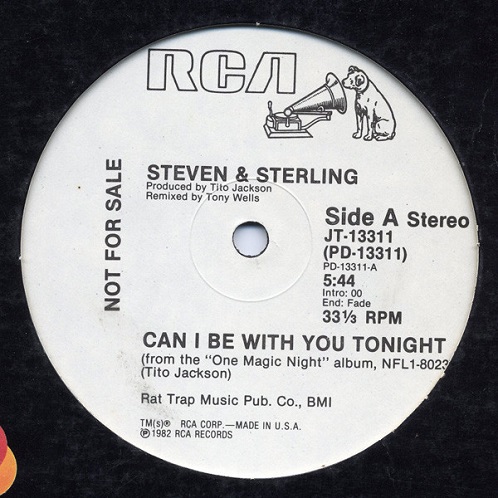 RCA
NOT FOR SALE
STEVEN & STERLING
Produced by Tito Jackson
Remixed by Tony Wells
Side A Stereo
JT-13311
(PD-13311)
PD-13311-A
5:44
Intro: 00
End: Fade
33⅓ RPM
CAN I BE WITH YOU TONIGHT
(from the "One Magic Night" album, NFL1-8023
(Tito Jackson)
Rat Trap Music Pub. Co., BMI
TM(s)® RCA CORP.—MADE IN U.S.A.
℗1982 RCA RECORDS